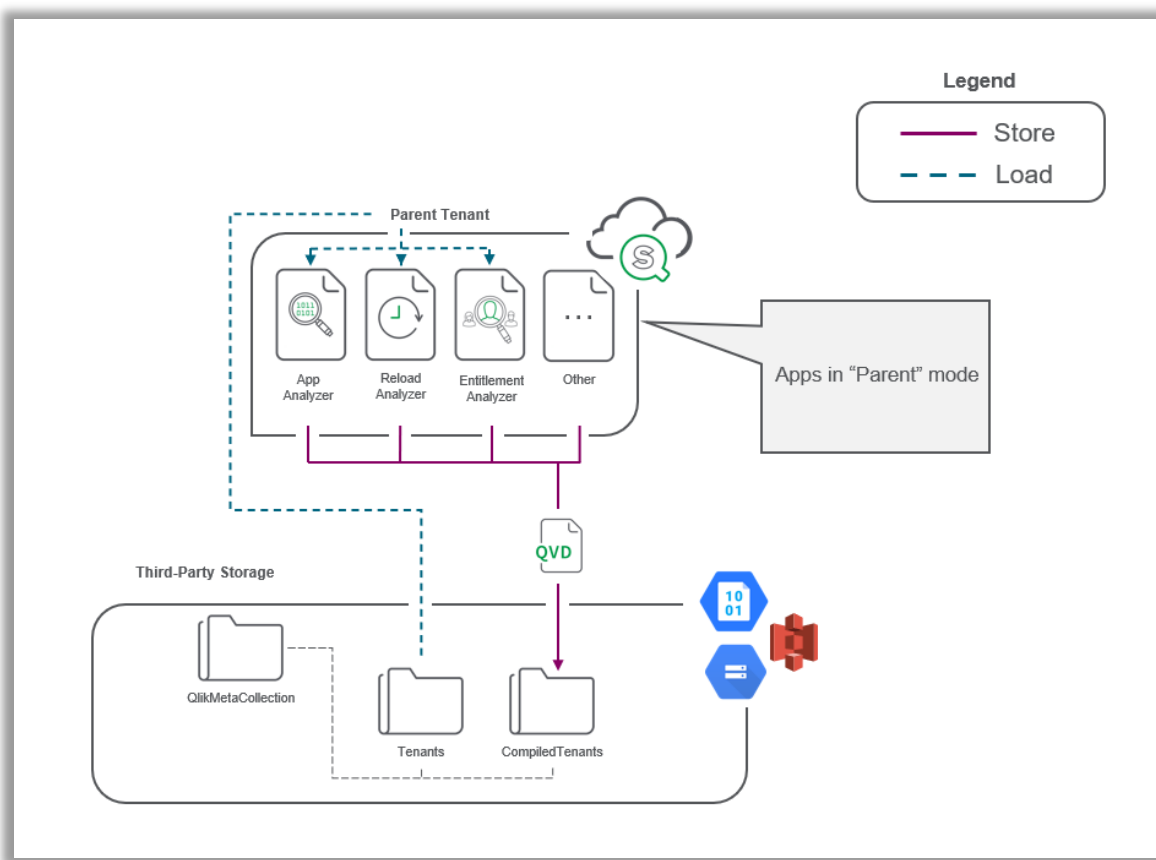 Legend
Store
Load
Parent Tenant
S
1011
0101
...
App
Analyzer
Reload
Analyzer
Entitlement
Analyzer
Other
Apps in “Parent” mode
QVD
Third-Party Storage
10
01
QlikMetaCollection
Tenants
CompiledTenants